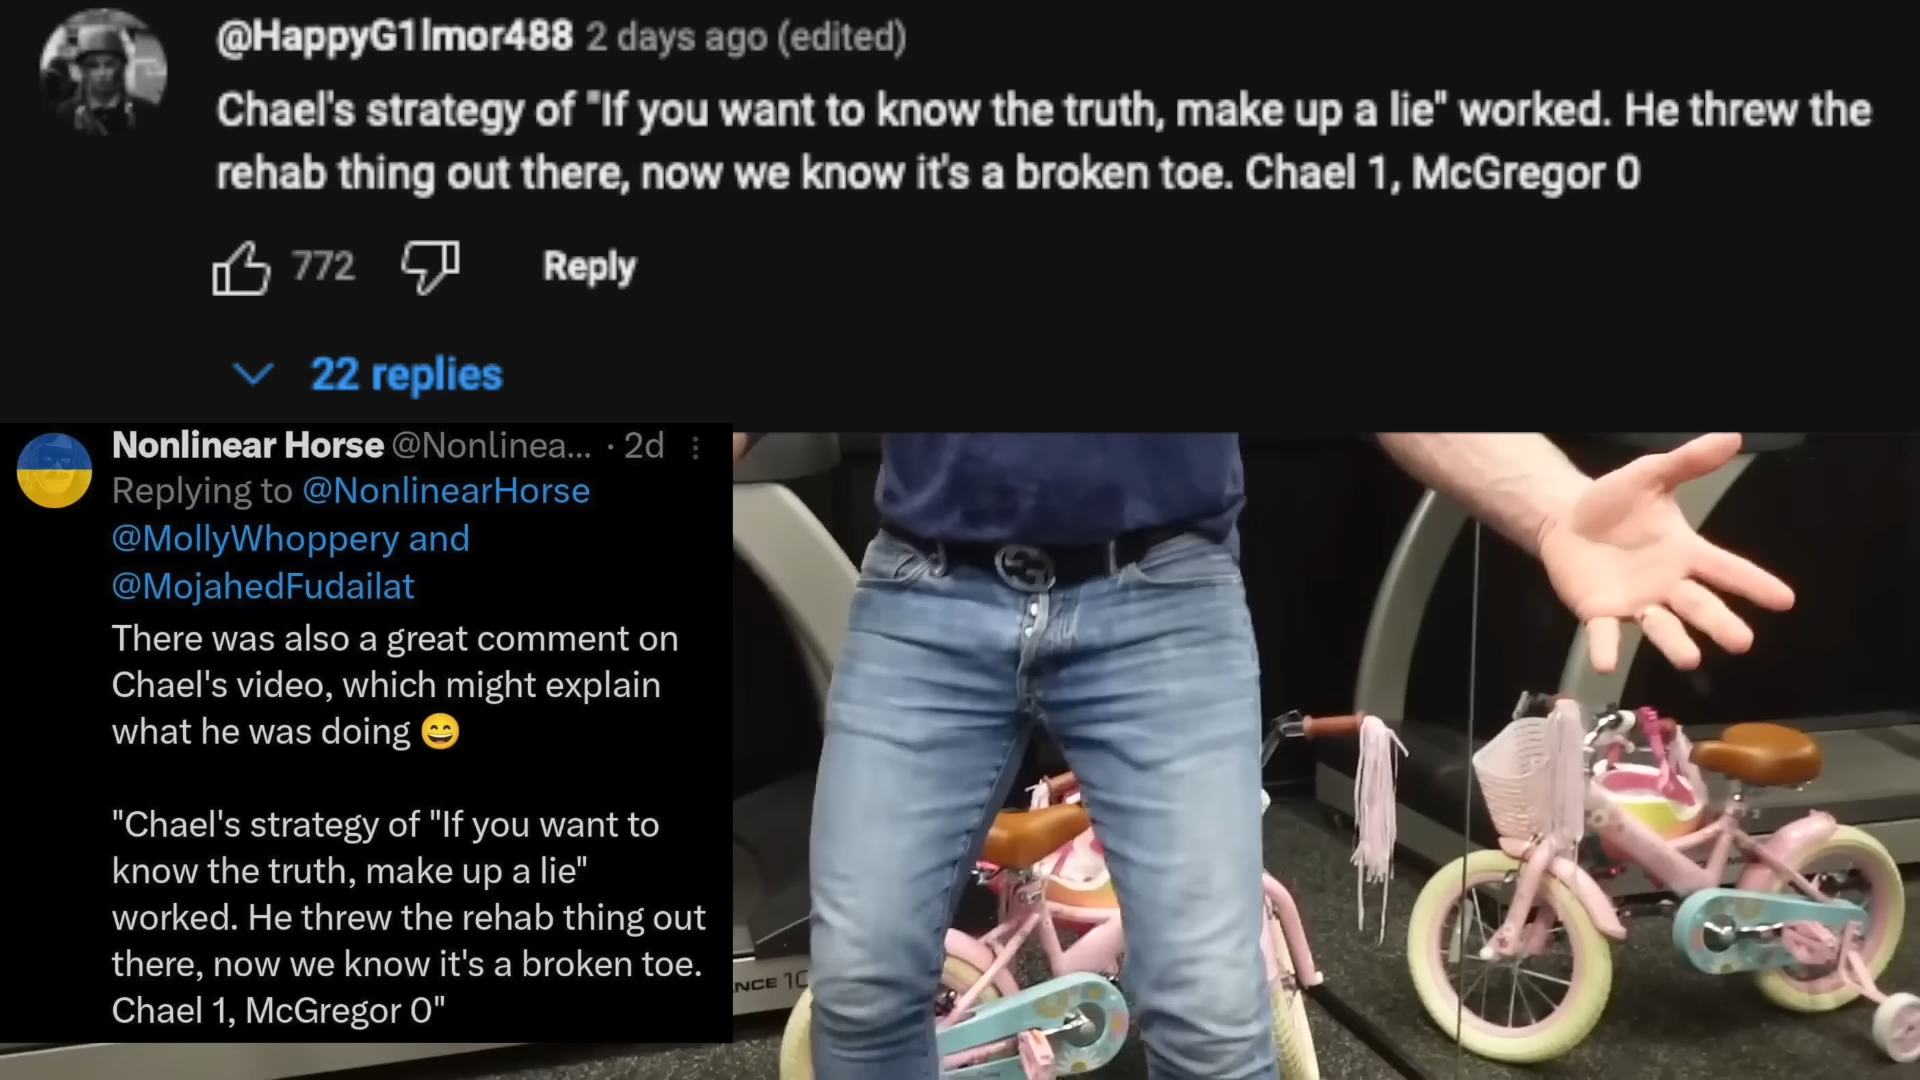 @HappyG1lmor488 2 days ago (edited)
Chael's strategy of "If you want to know the truth, make up a lie" worked. He threw the
rehab thing out there, now we know it's a broken toe. Chael 1, McGregor 0
772 Reply
22 replies
Nonlinear Horse @Nonlinea... · 2d
Replying to @NonlinearHorse
@MollyWhoppery and
@MojahedFudailat
There was also a great comment on
Chael's video, which might explain
what he was doing 😄
"Chael's strategy of "If you want to
know the truth, make up a lie"
worked. He threw the rehab thing out
there, now we know it's a broken toe.
Chael 1, McGregor 0"